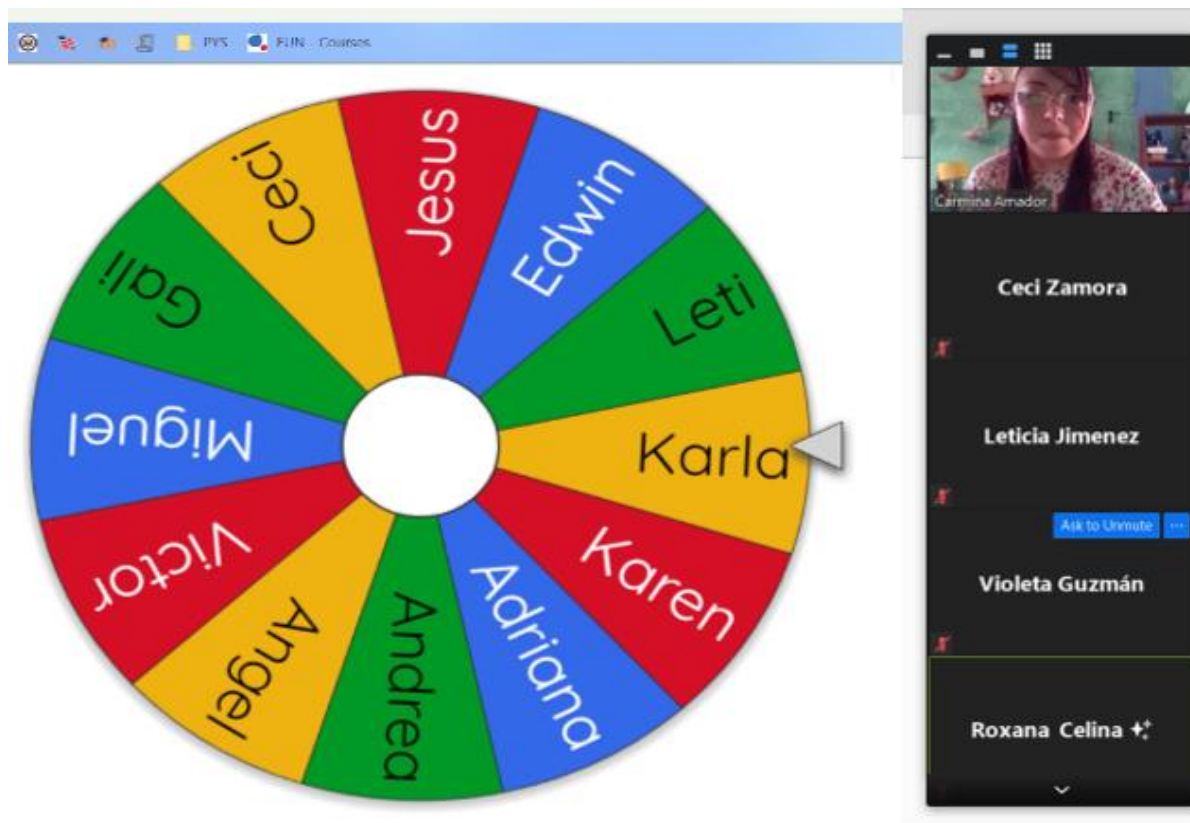 PYS
FUN - Courses
Jesus
Edwin
Leti
Karla
Karen
Adriana
Andrea
Angel
Victor
Miguel
Gali
Ceci
Carmina Amador
Ceci Zamora
Leticia Jimenez
Ask to Unmute
Violeta Guzmán
Roxana Celina